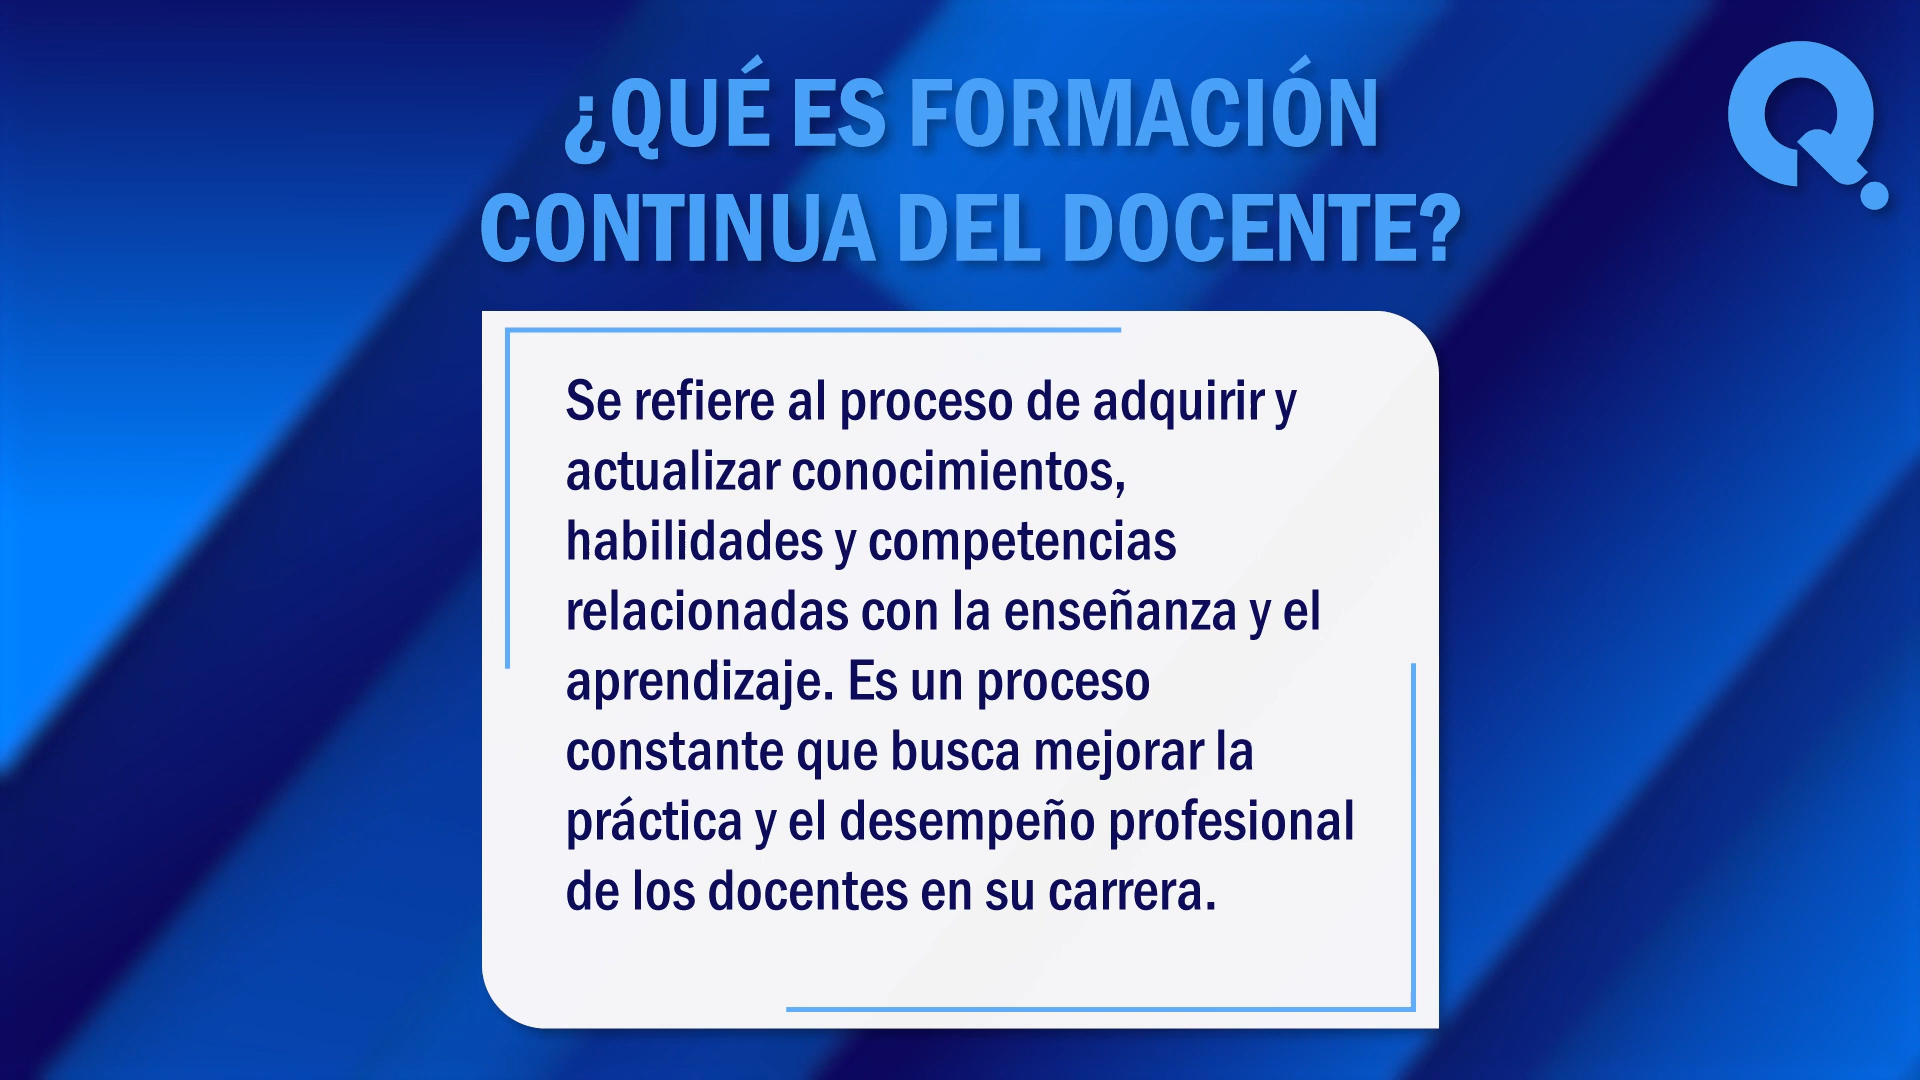 ¿QUÉ ES FORMACIÓN
CONTINUA DEL DOCENTE?
Q.
Se refiere al proceso de adquirir y
actualizar conocimientos,
habilidades y competencias
relacionadas con la enseñanza y el
aprendizaje. Es un proceso
constante que busca mejorar la
práctica y el desempeño profesional
de los docentes en su carrera.